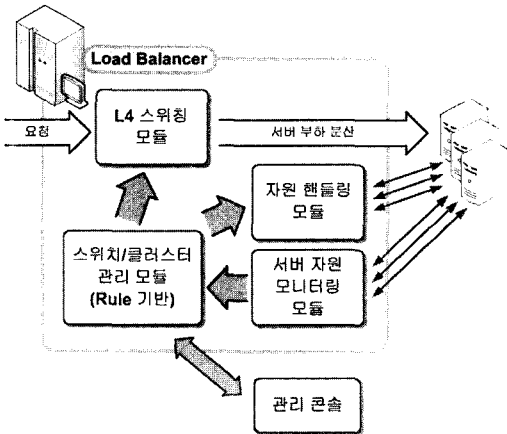 Load Balancer
요청
L4 스위칭
모듈
서버 부하 분산
자원 핸들링
모듈
스위치/클러스터
관리 모듈
(Rule 기반)
서버 자원
모니터링
모듈
관리 콘솔